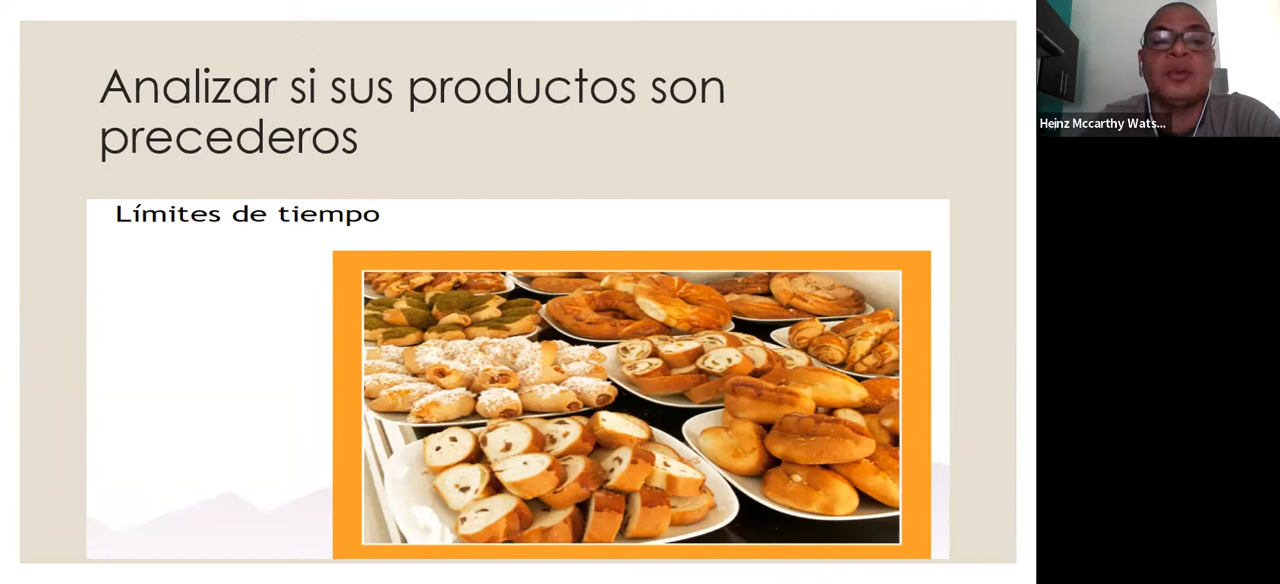 Analizar si sus productos son
precederos
Límites de tiempo
Heinz Mccarthy Wats...